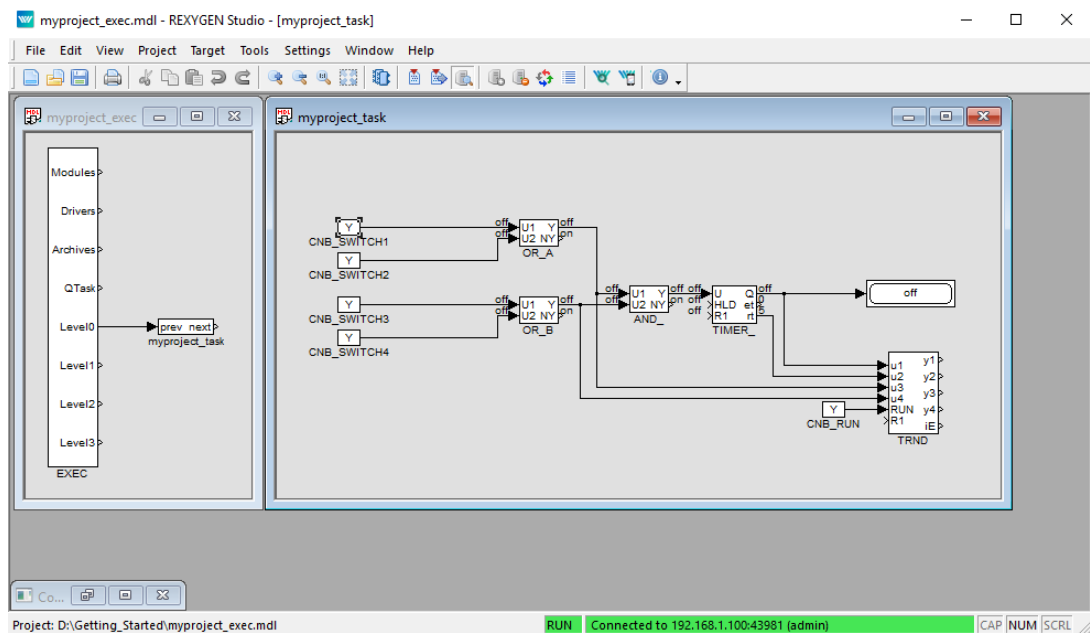 myproject_exec.mdl - REXYGEN Studio - [myproject_task]
File Edit View Project Target Tools Settings Window Help
myproject_exec
Modules
Drivers
Archives
QTask
Level0
prev next
myproject_task
Level1
Level2
Level3
EXEC
myproject_task
Y
CNB_SWITCH1
Y
CNB_SWITCH2
off U1 Y off
off U2 NY on
OR_A
Y
CNB_SWITCH3
Y
CNB_SWITCH4
off U1 Y off
off U2 NY on
OR_B
off U1 Y off
off U2 NY on
AND_
off U Q off
off HLD et 0
off R1 rt 5
TIMER_
off
Y
CNB_RUN
u1 y1
u2 y2
u3 y3
u4 y4
RUN iE
R1
TRND
Co...
Project: D:\Getting_Started\myproject_exec.mdl RUN Connected to 192.168.1.100:43981 (admin) CAP NUM SCRL